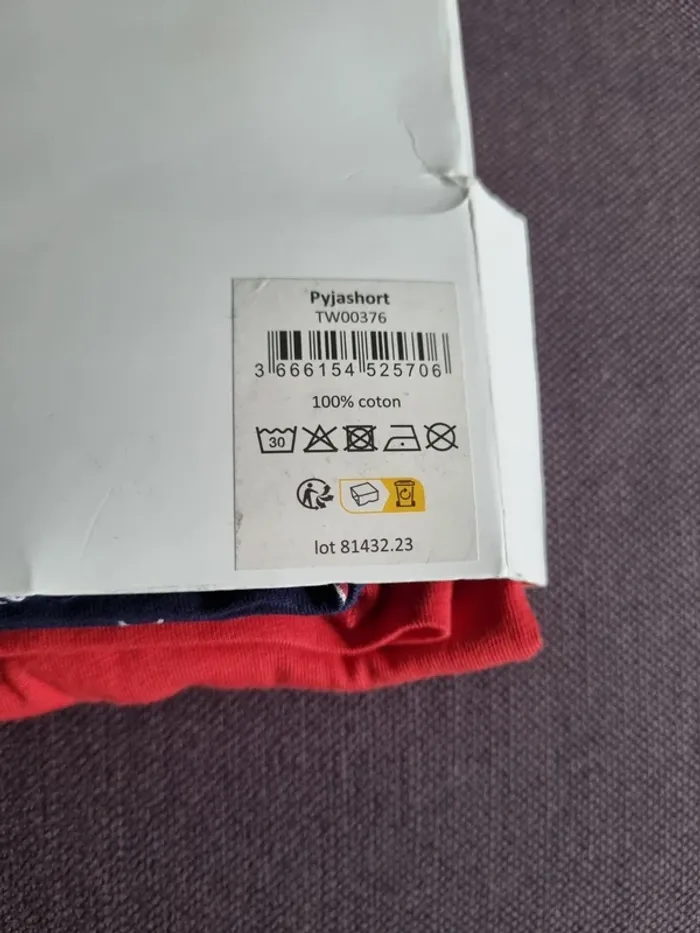 Pyjashort
TW00376
3 666154 525706
100% coton
30
lot 81432.23